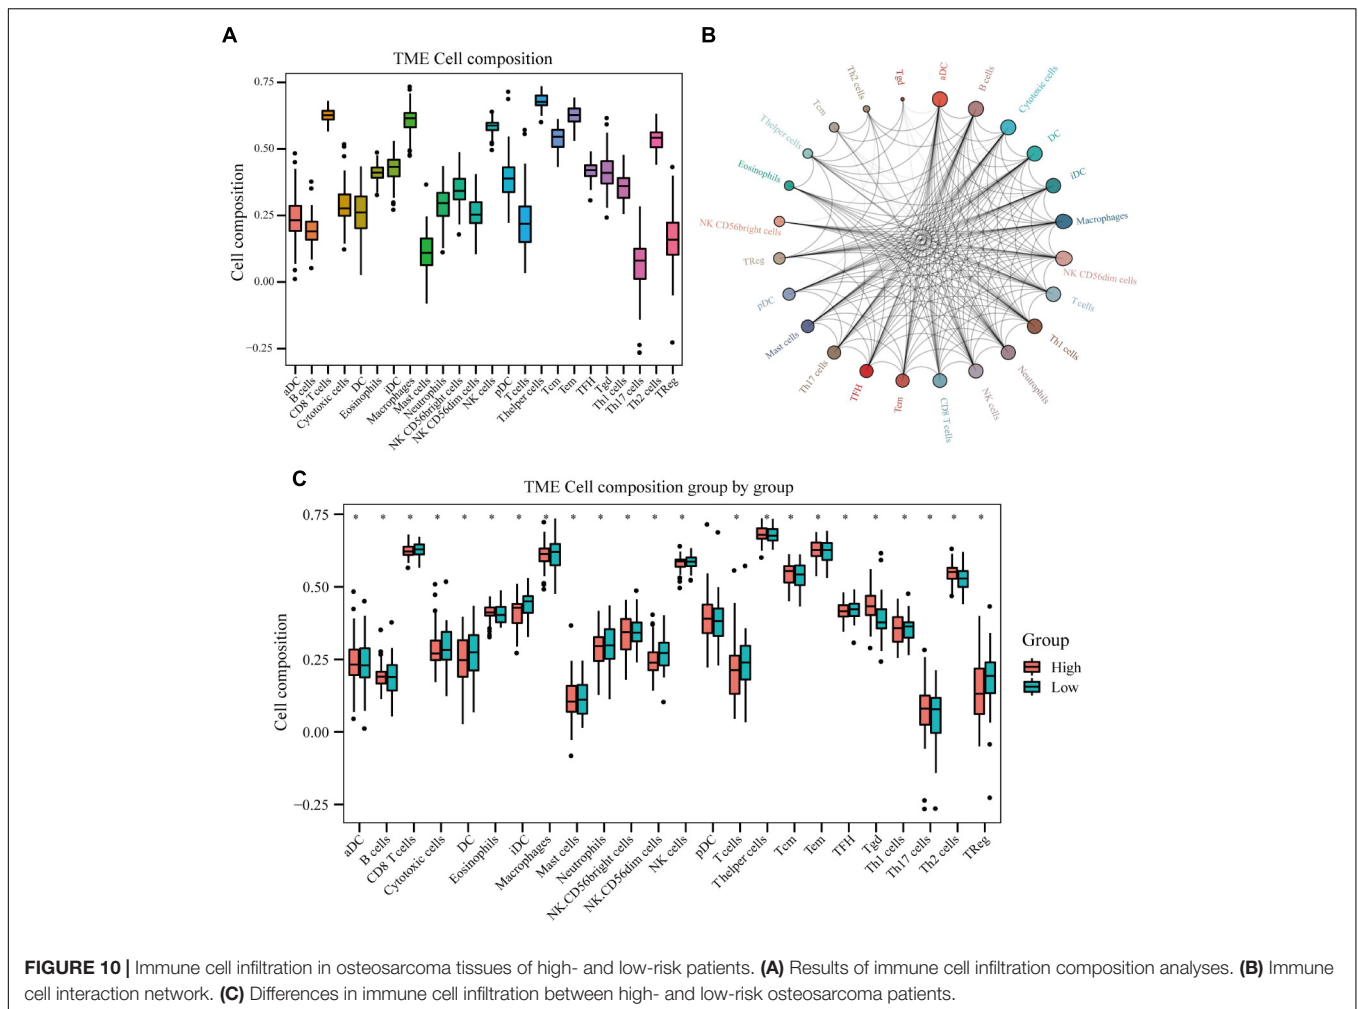 A
TME Cell composition
Cell composition
0.75
0.50
0.25
0.00
−0.25
aDC
B cells
CD8 T cells
Cytotoxic cells
DC
Eosinophils
iDC
Macrophages
Mast cells
Neutrophils
NK CD56bright cells
NK CD56dim cells
NK cells
pDC
T cells
T.helper cells
Tcm
Tem
TFH
Tgd
Th1 cells
Th17 cells
Th2 cells
TReg
B
aDC
B cells
Cytotoxic cells
DC
iDC
Macrophages
NK CD56dim cells
T cells
Th1 cells
Neutrophils
NK cells
CD8 T cells
Tem
TFH
Th17 cells
Mast cells
pDC
TReg
NK CD56bright cells
Eosinophils
T helper cells
Tcm
Th2 cells
Tgd
C
TME Cell composition group by group
Cell composition
0.75
0.50
0.25
0.00
−0.25
* * * * * * * * * * * * * * * * * * * * * * *
aDC
B cells
CD8 T cells
Cytotoxic cells
DC
Eosinophils
iDC
Macrophages
Mast cells
Neutrophils
NK.CD56bright cells
NK.CD56dim cells
NK cells
pDC
T cells
T helper cells
Tcm
Tem
TFH
Tgd
Th1 cells
Th17 cells
Th2 cells
TReg
Group
High
Low
FIGURE 10 | Immune cell infiltration in osteosarcoma tissues of high- and low-risk patients. (A) Results of immune cell infiltration composition analyses. (B) Immune
cell interaction network. (C) Differences in immune cell infiltration between high- and low-risk osteosarcoma patients.